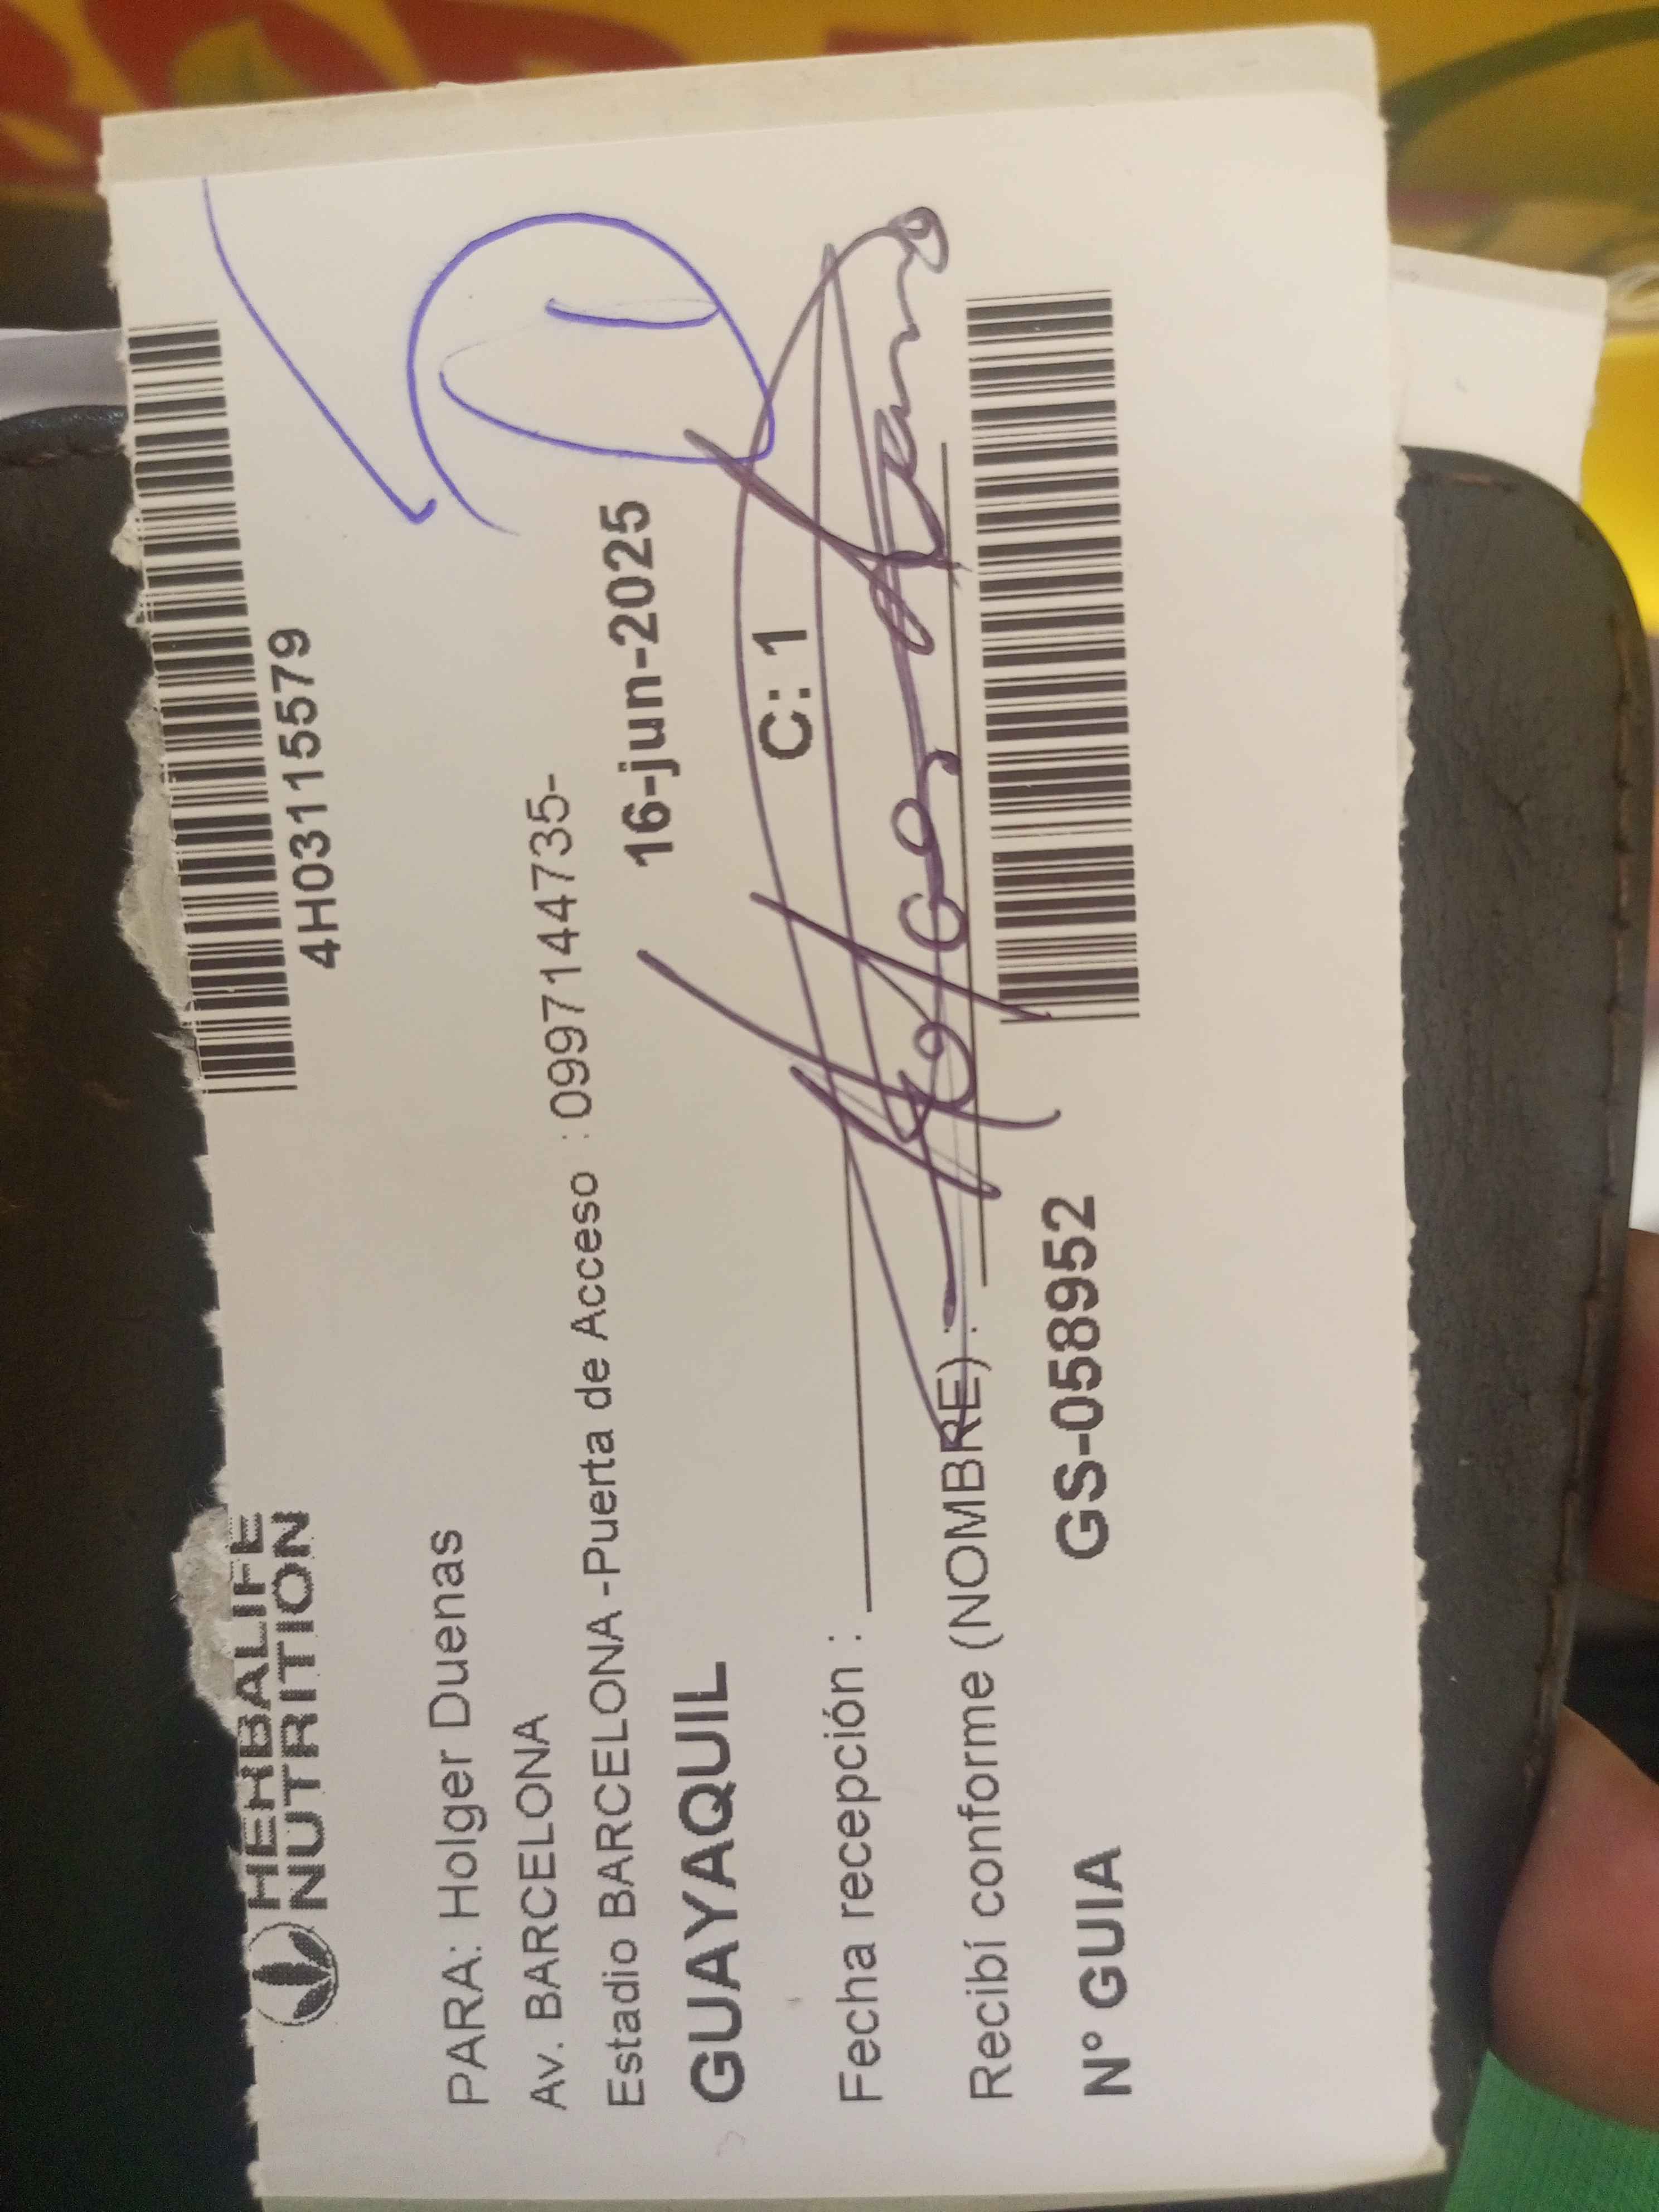 HERBALIFE
NUTRITION
4H03115579
PARA: Holger Duenas
Av. BARCELONA
Estadio BARCELONA -Puerta de Acceso : 0997144735-
GUAYAQUIL
16-jun-2025
C: 1
Fecha recepción :
Recibí conforme (NOMBRE) :
N° GUIA
GS-058952